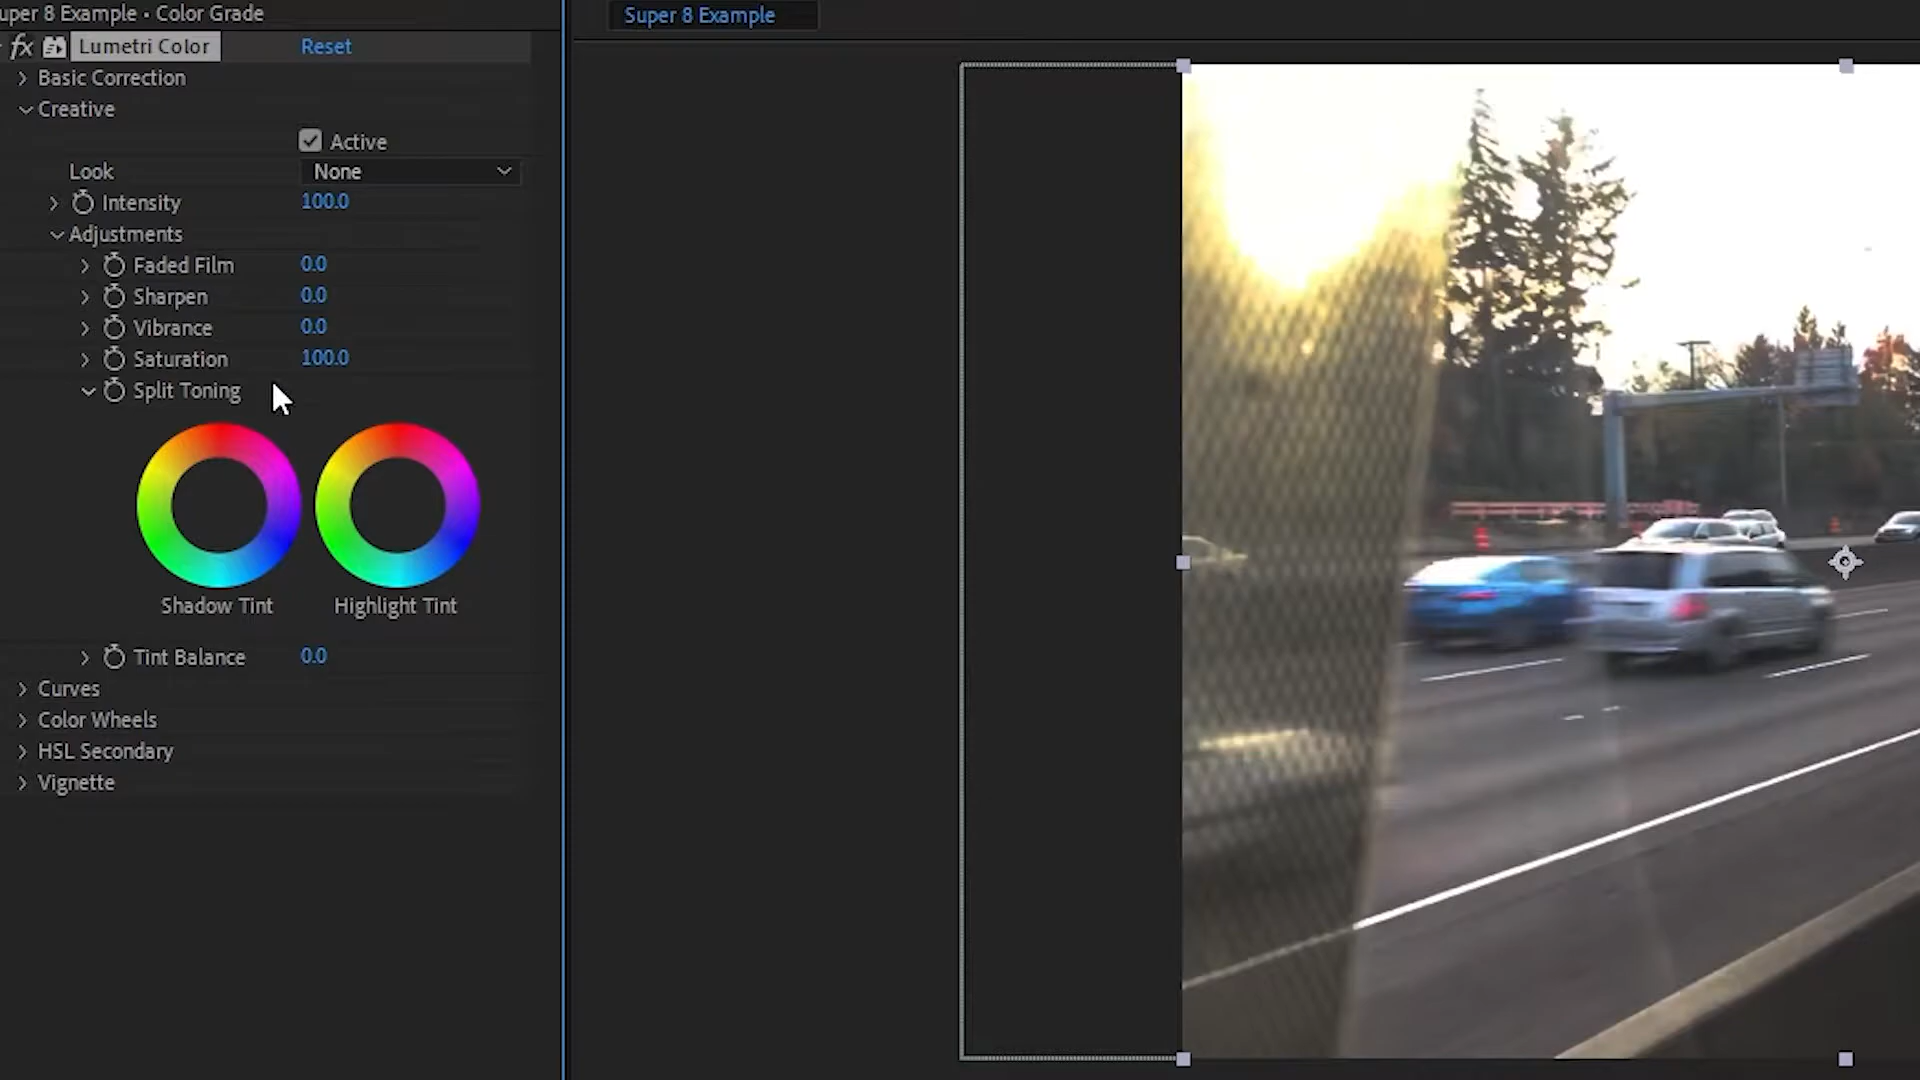 uper 8 Example • Color Grade
Super 8 Example
fx Lumetri Color Reset
Basic Correction
Creative
Active
Look None
Intensity 100.0
Adjustments
Faded Film 0.0
Sharpen 0.0
Vibrance 0.0
Saturation 100.0
Split Toning
Shadow Tint Highlight Tint
Tint Balance 0.0
Curves
Color Wheels
HSL Secondary
Vignette